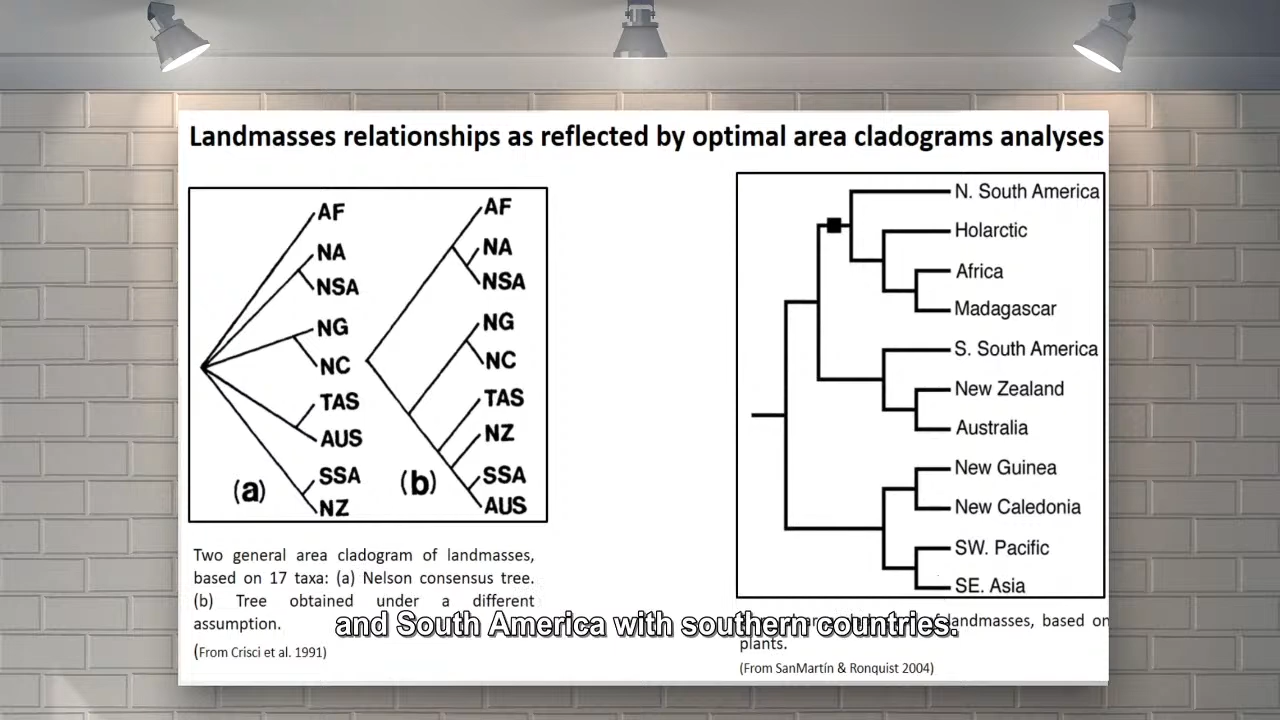 Landmasses relationships as reflected by optimal area cladograms analyses
AF
NA
NSA
NG
NC
TAS
AUS
SSA
NZ
(a)
AF
NA
NSA
NG
NC
TAS
NZ
SSA
AUS
(b)
Two general area cladogram of landmasses,
based on 17 taxa: (a) Nelson consensus tree.
(b) Tree obtained under a different
assumption.
(From Crisci et al. 1991)
N. South America
Holarctic
Africa
Madagascar
S. South America
New Zealand
Australia
New Guinea
New Caledonia
SW. Pacific
SE. Asia
landmasses, based on
plants.
(From SanMartín & Ronquist 2004)
and South America with southern countries.